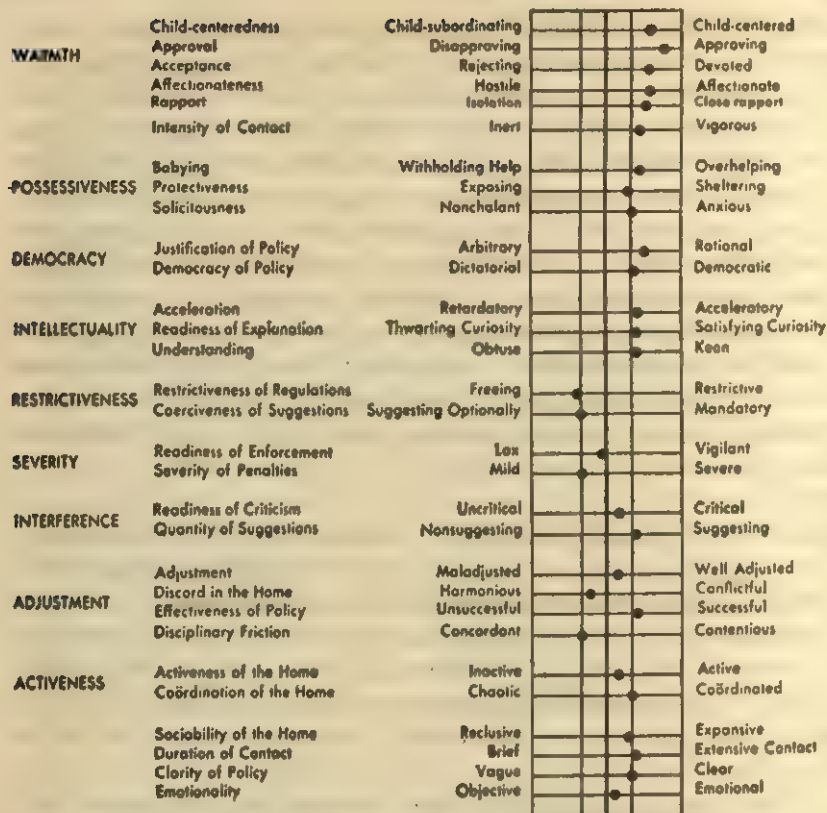 Child-centeredness Child-subordinating Child-centered
WARMTH Approval Disapproving Approving
Acceptance Rejecting Devoted
Affectionateness Hostile Affectionate
Rapport Isolation Close rapport
Intensity of Contact Inert Vigorous
Babying Withholding Help Overhelping
POSSESSIVENESS Protectiveness Exposing Sheltering
Solicitousness Nonchalant Anxious
Justification of Policy Arbitrary Rational
DEMOCRACY Democracy of Policy Dictatorial Democratic
Acceleration Retardatory Acceleratory
INTELLECTUALITY Readiness of Explanation Thwarting Curiosity Satisfying Curiosity
Understanding Obtuse Keen
RESTRICTIVENESS Restrictiveness of Regulations Freeing Restrictive
Coerciveness of Suggestions Suggesting Optionally Mandatory
SEVERITY Readiness of Enforcement Lax Vigilant
Severity of Penalties Mild Severe
INTERFERENCE Readiness of Criticism Uncritical Critical
Quantity of Suggestions Nonsuggesting Suggesting
Adjustment Maladjusted Well Adjusted
ADJUSTMENT Discord in the Home Harmonious Conflictful
Effectiveness of Policy Unsuccessful Successful
Disciplinary Friction Concordant Contentious
ACTIVENESS Activeness of the Home Inactive Active
Coördination of the Home Chaotic Coördinated
Sociability of the Home Reclusive Expansive
Duration of Contact Brief Extensive Contact
Clarity of Policy Vague Clear
Emotionality Objective Emotional